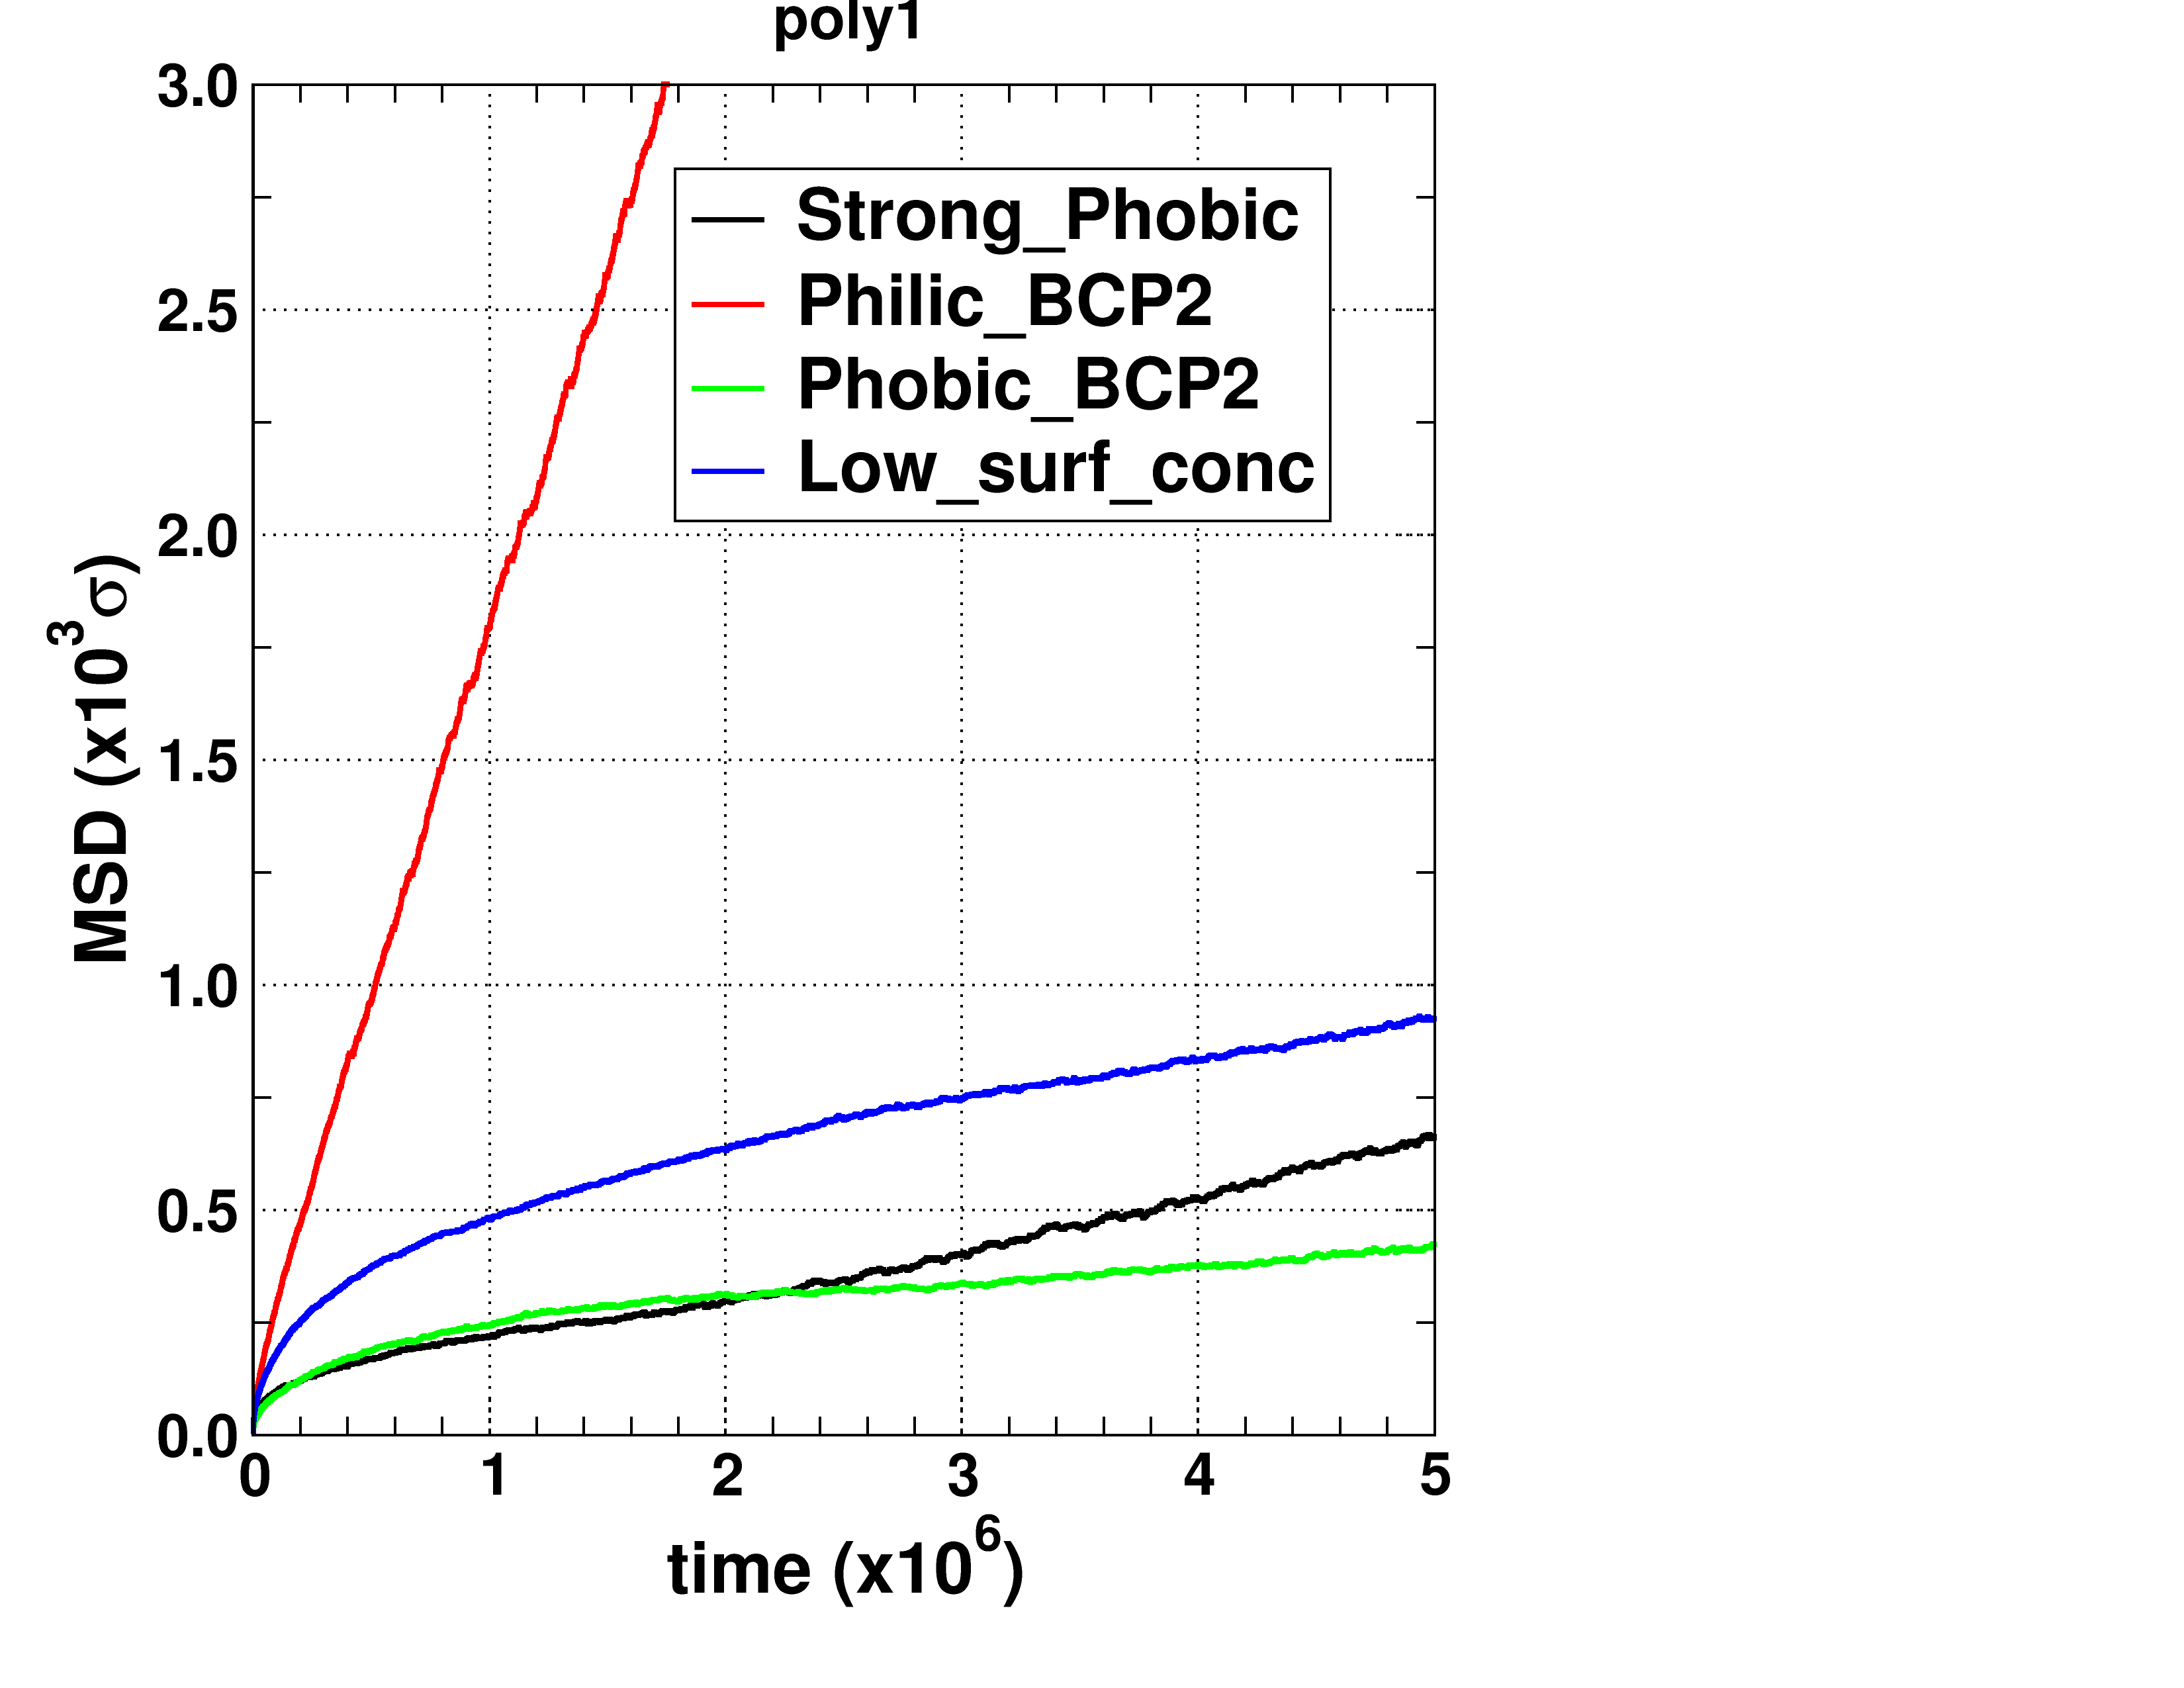 poly1
3.0
2.5
2.0
1.5
1.0
0.5
0.0
MSD (x10³ σ)
Strong_Phobic
Philic_BCP2
Phobic_BCP2
Low_surf_conc
0 1 2 3 4 5
time (x10⁶)